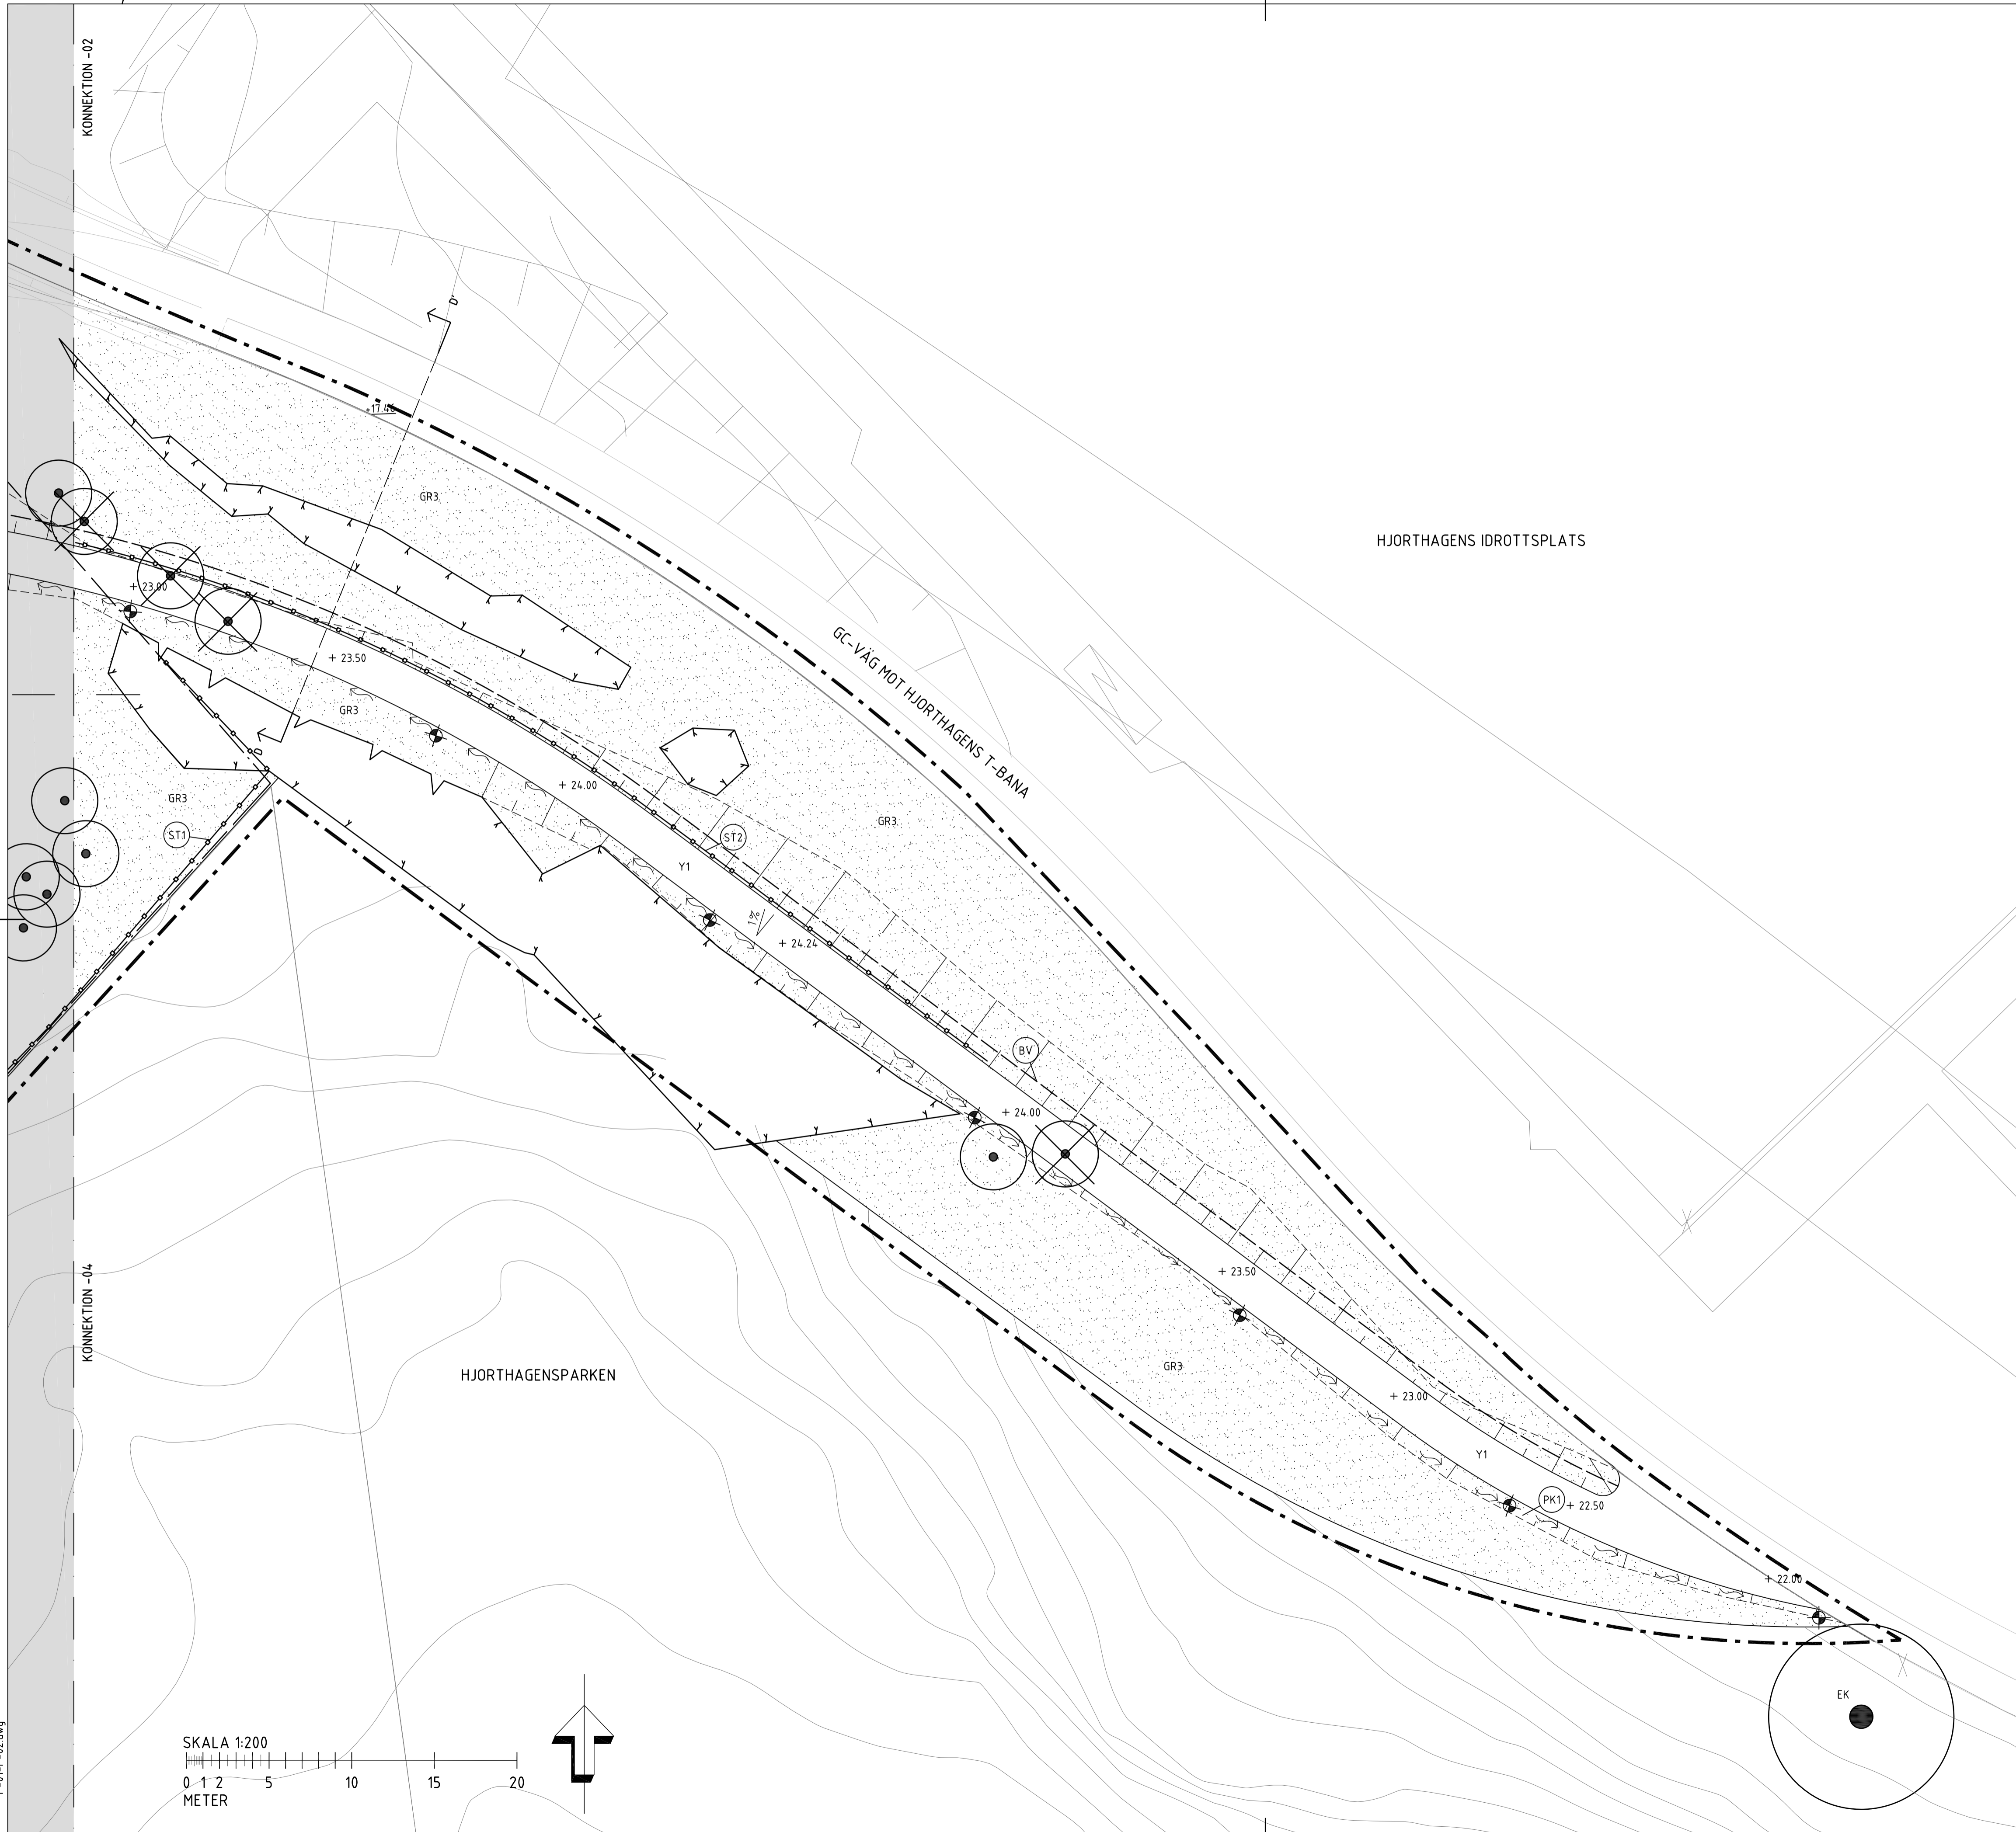 KONNEKTION -02
D'
+17.46
GR3
HJORTHAGENS IDROTTSPLATS
+ 23.00
+ 23.50
GC-VÄG MOT HJORTHAGENS T-BANA
GR3
D
+ 24.00
GR3
GR3
ST1
ST2
Y1
1%
+ 24.24
BV
+ 24.00
KONNEKTION -04
+ 23.50
GR3
HJORTHAGENSPARKEN
+ 23.00
Y1
PK1
+ 22.50
+ 22.00
EK
SKALA 1:200
0 1 2 5 10 15 20
METER